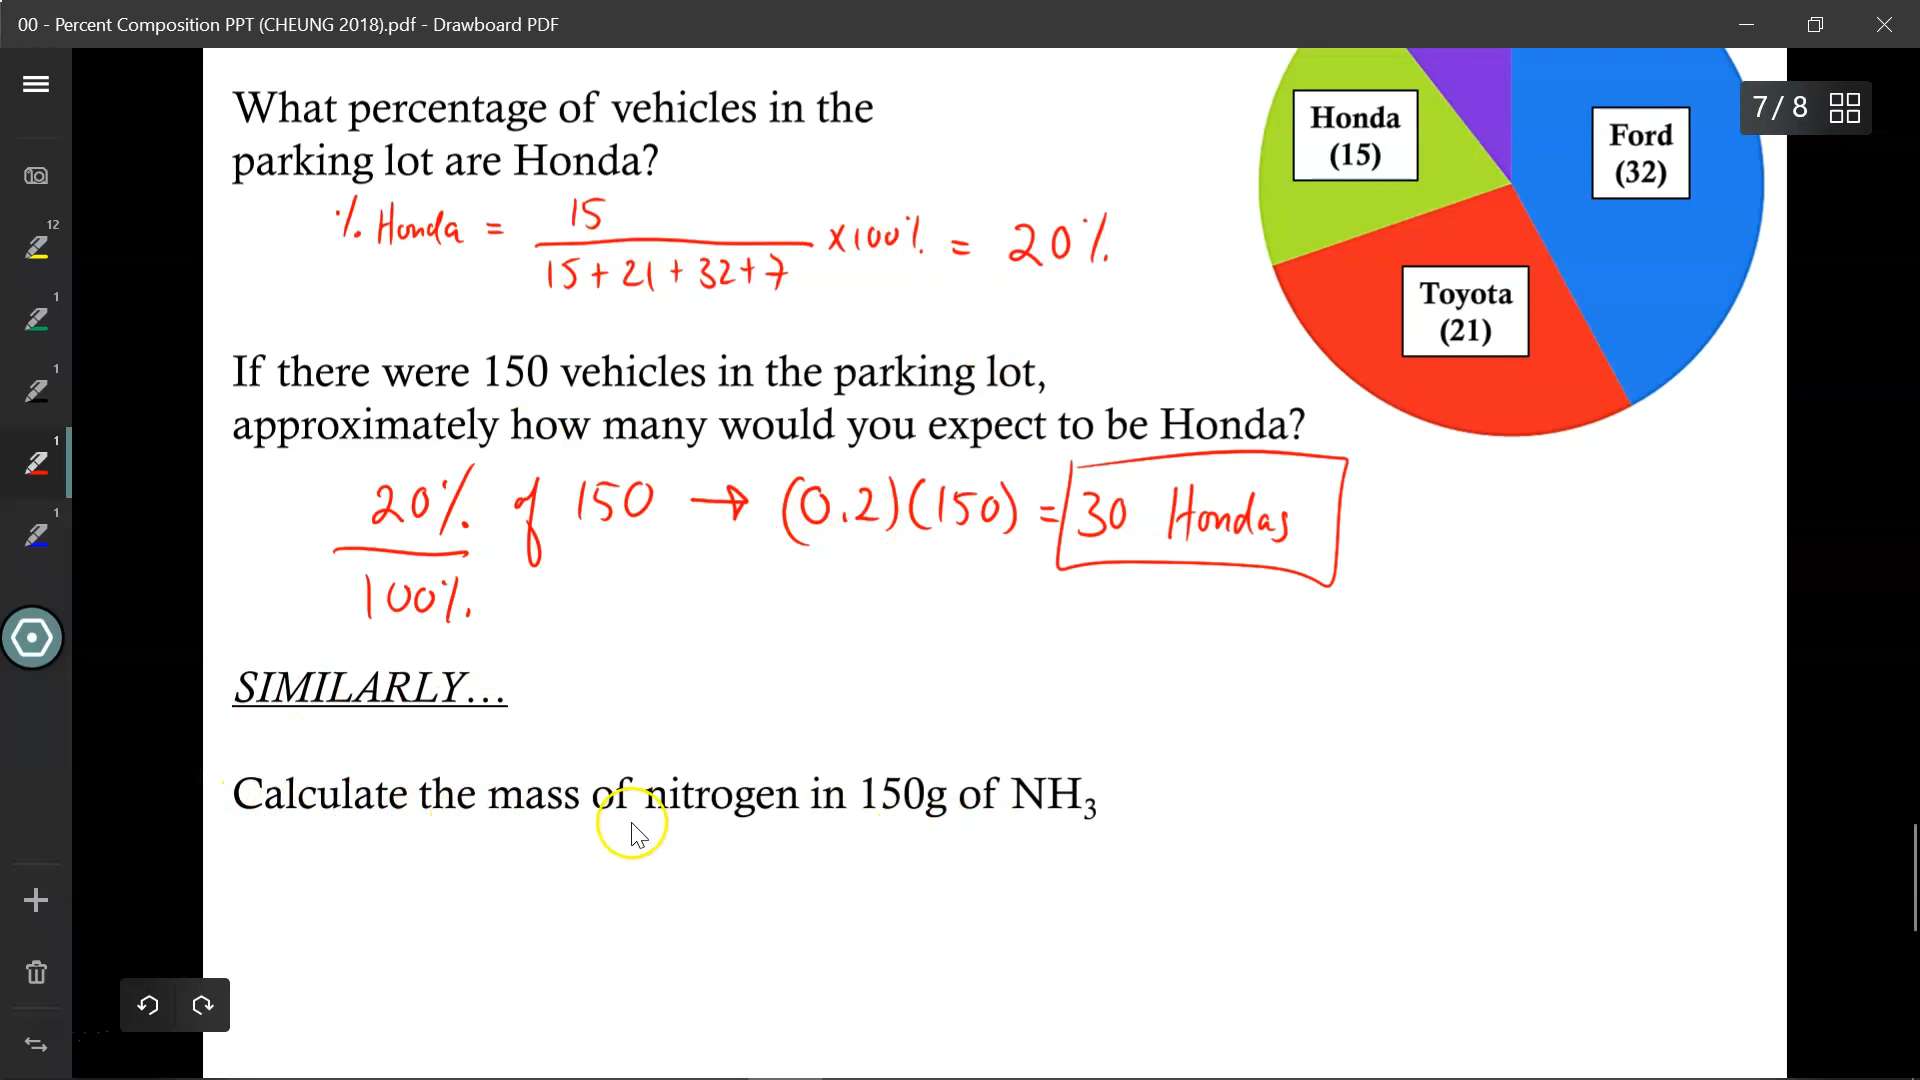 00 - Percent Composition PPT (CHEUNG 2018).pdf - Drawboard PDF
7 / 8
What percentage of vehicles in the
parking lot are Honda?
% Honda = 15 / 15 + 21 + 32 + 7 x100% = 20%
Honda
(15)
Ford
(32)
Toyota
(21)
If there were 150 vehicles in the parking lot,
approximately how many would you expect to be Honda?
20% of 150 → (0.2)(150) = 30 Hondas
100%
SIMILARLY...
Calculate the mass of nitrogen in 150g of NH₃
12
1
1
1
1